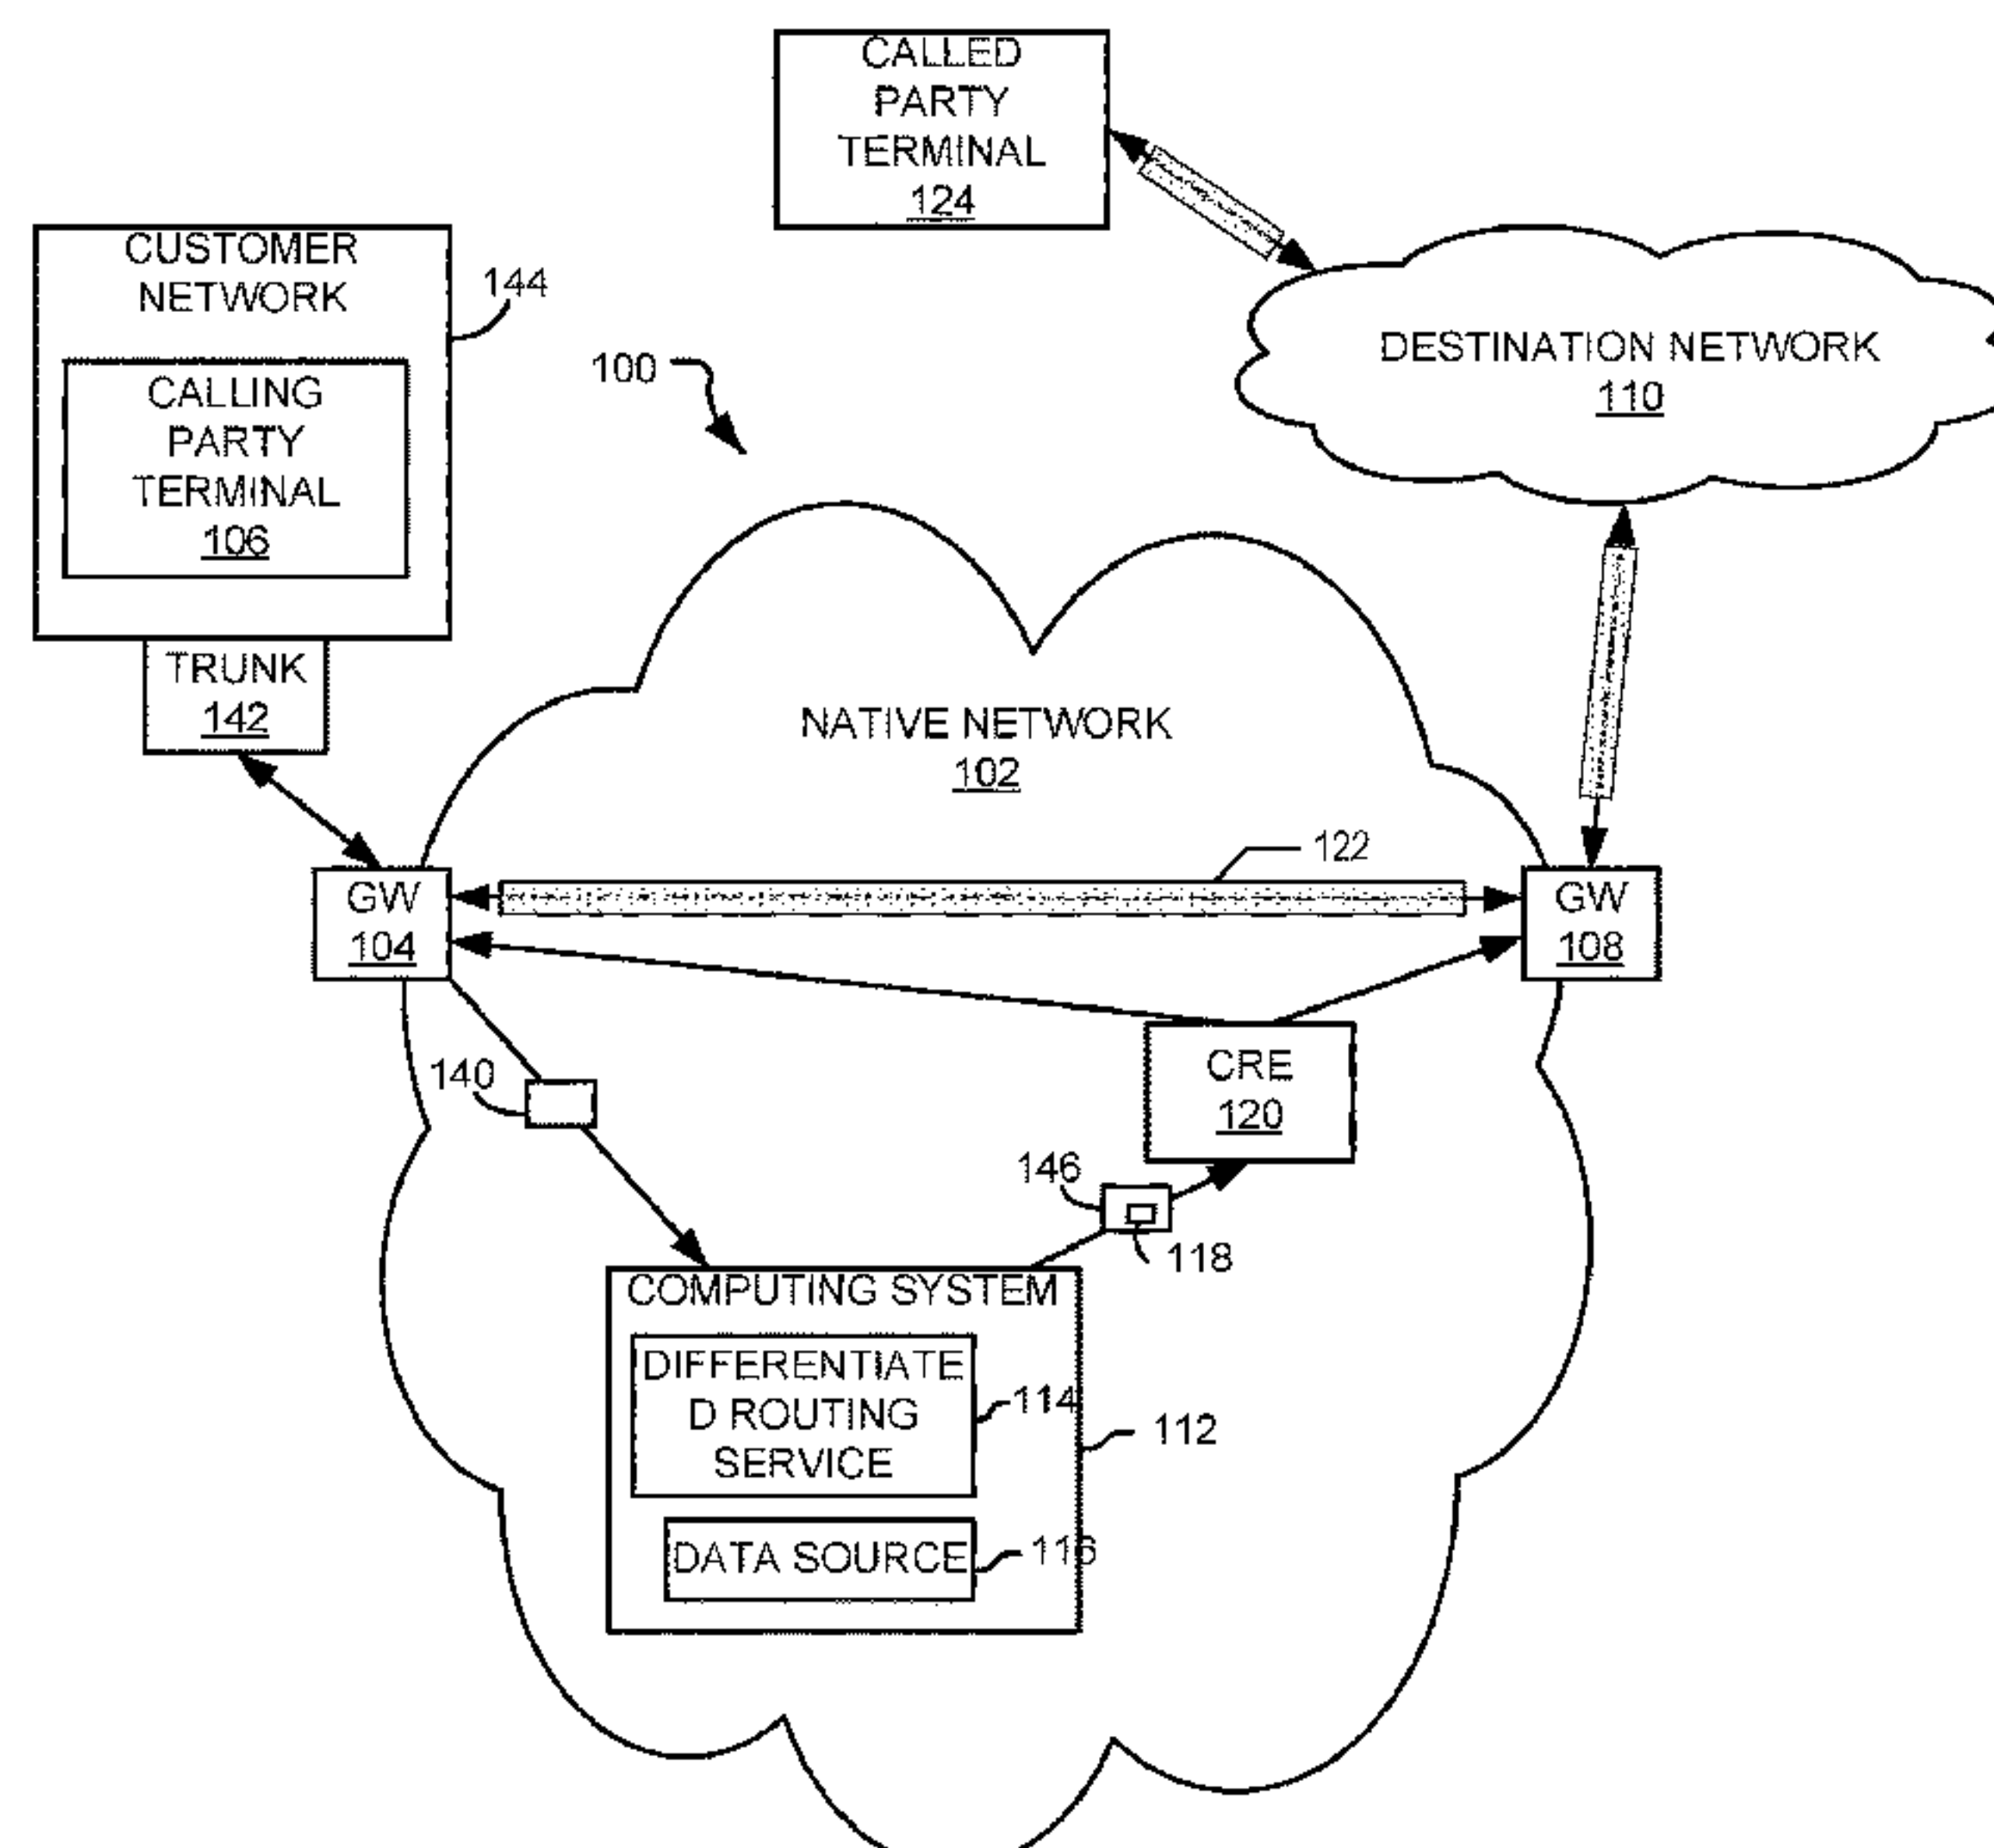 CALLED
PARTY
TERMINAL
124
CUSTOMER
NETWORK
144
CALLING
PARTY
TERMINAL
106
100
DESTINATION NETWORK
110
TRUNK
142
NATIVE NETWORK
102
122
GW
104
GW
108
CRE
120
140
146
118
COMPUTING SYSTEM
DIFFERENTIATE
D ROUTING
SERVICE
114
112
DATA SOURCE
116